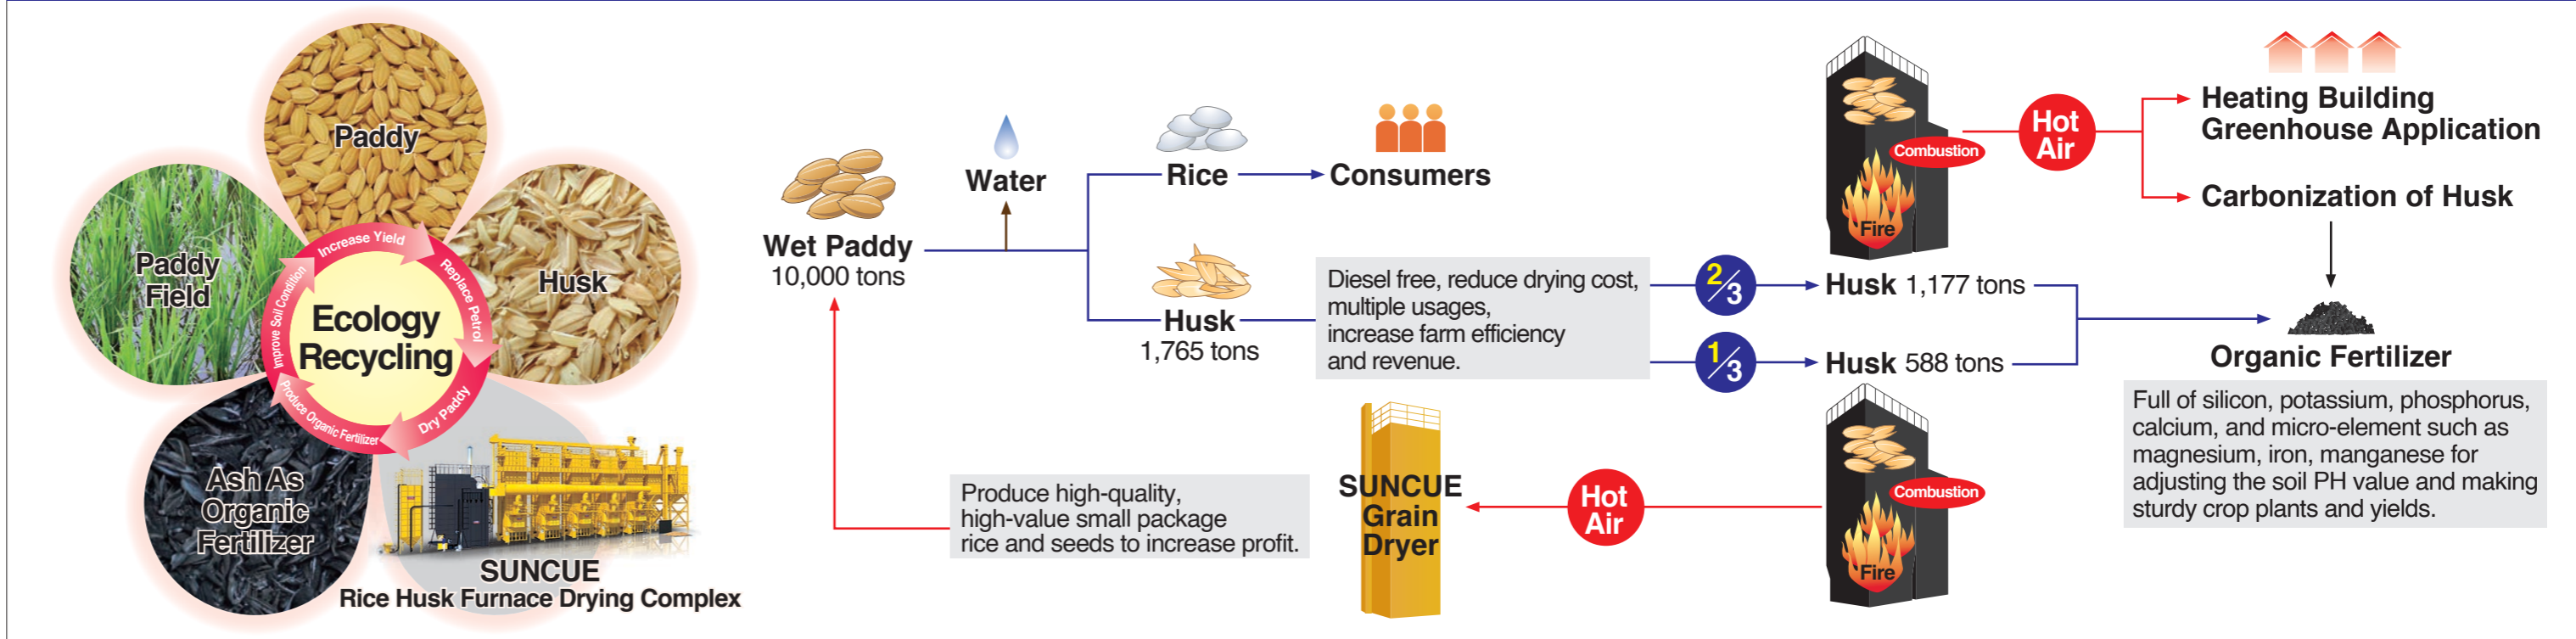 Paddy
Paddy
Field
Husk
Increase Yield
Replace Petrol
Dry Paddy
Produce Organic Fertilizer
Improve Soil Condition
Ecology
Recycling
Ash As
Organic
Fertilizer
SUNCUE
Rice Husk Furnace Drying Complex
Wet Paddy
10,000 tons
Water
Rice
Consumers
Husk
1,765 tons
Diesel free, reduce drying cost,
multiple usages,
increase farm efficiency
and revenue.
2/3
Husk 1,177 tons
1/3
Husk 588 tons
Combustion
Fire
Hot
Air
Heating Building
Greenhouse Application
Carbonization of Husk
Organic Fertilizer
Full of silicon, potassium, phosphorus,
calcium, and micro-element such as
magnesium, iron, manganese for
adjusting the soil PH value and making
sturdy crop plants and yields.
Combustion
Fire
Hot
Air
SUNCUE
Grain
Dryer
Produce high-quality,
high-value small package
rice and seeds to increase profit.